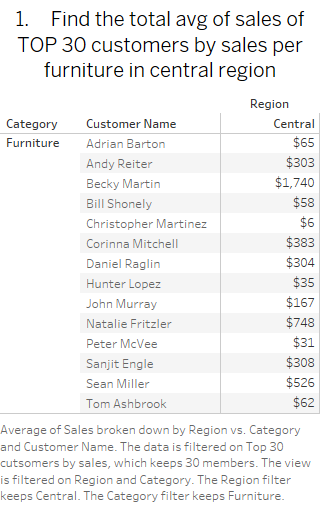 1. Find the total avg of sales of
TOP 30 customers by sales per
furniture in central region
Region
Category Customer Name Central
Furniture Adrian Barton $65
Andy Reiter $303
Becky Martin $1,740
Bill Shonely $58
Christopher Martinez $6
Corinna Mitchell $383
Daniel Raglin $304
Hunter Lopez $35
John Murray $167
Natalie Fritzler $748
Peter McVee $31
Sanjit Engle $308
Sean Miller $526
Tom Ashbrook $62
Average of Sales broken down by Region vs. Category
and Customer Name. The data is filtered on Top 30
cutsomers by sales, which keeps 30 members. The view
is filtered on Region and Category. The Region filter
keeps Central. The Category filter keeps Furniture.